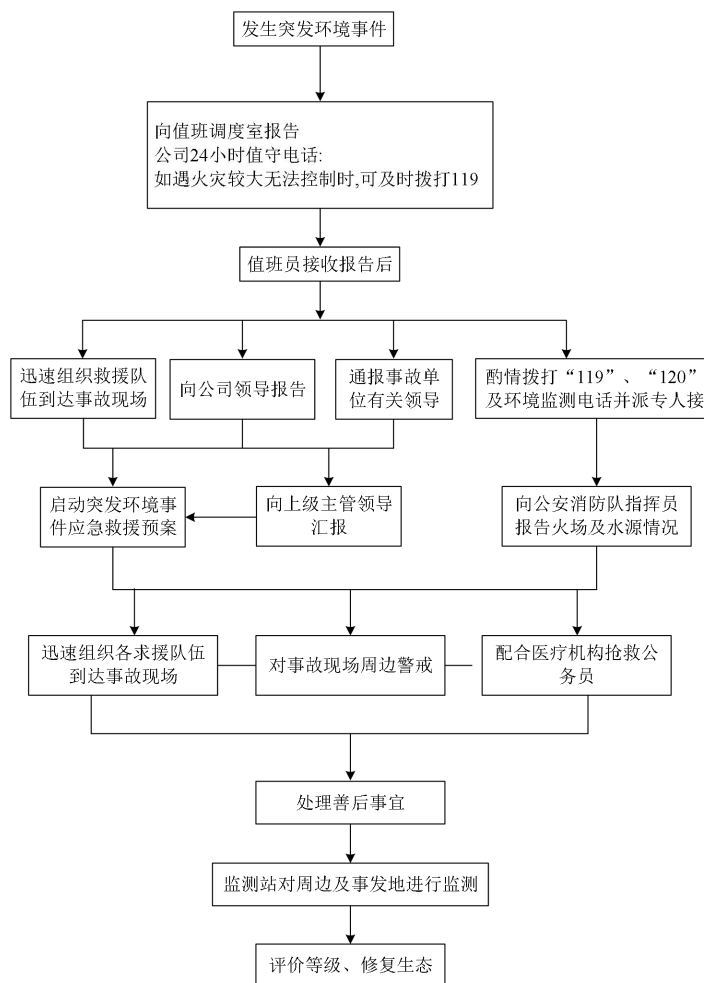 发生突发环境事件
向值班调度室报告
公司24小时值守电话:
如遇火灾较大无法控制时,可及时拨打119
值班员接收报告后
迅速组织救援队
伍到达事故现场
向公司领导报告
通报事故单
位有关领导
酌情拨打“119”、“120”
及环境监测电话并派专人接
启动突发环境事
件应急救援预案
向上级主管领导
汇报
向公安消防队指挥员
报告火场及水源情况
迅速组织各求援队伍
到达事故现场
对事故现场周边警戒
配合医疗机构抢救公
务员
处理善后事宜
监测站对周边及事发地进行监测
评价等级、修复生态